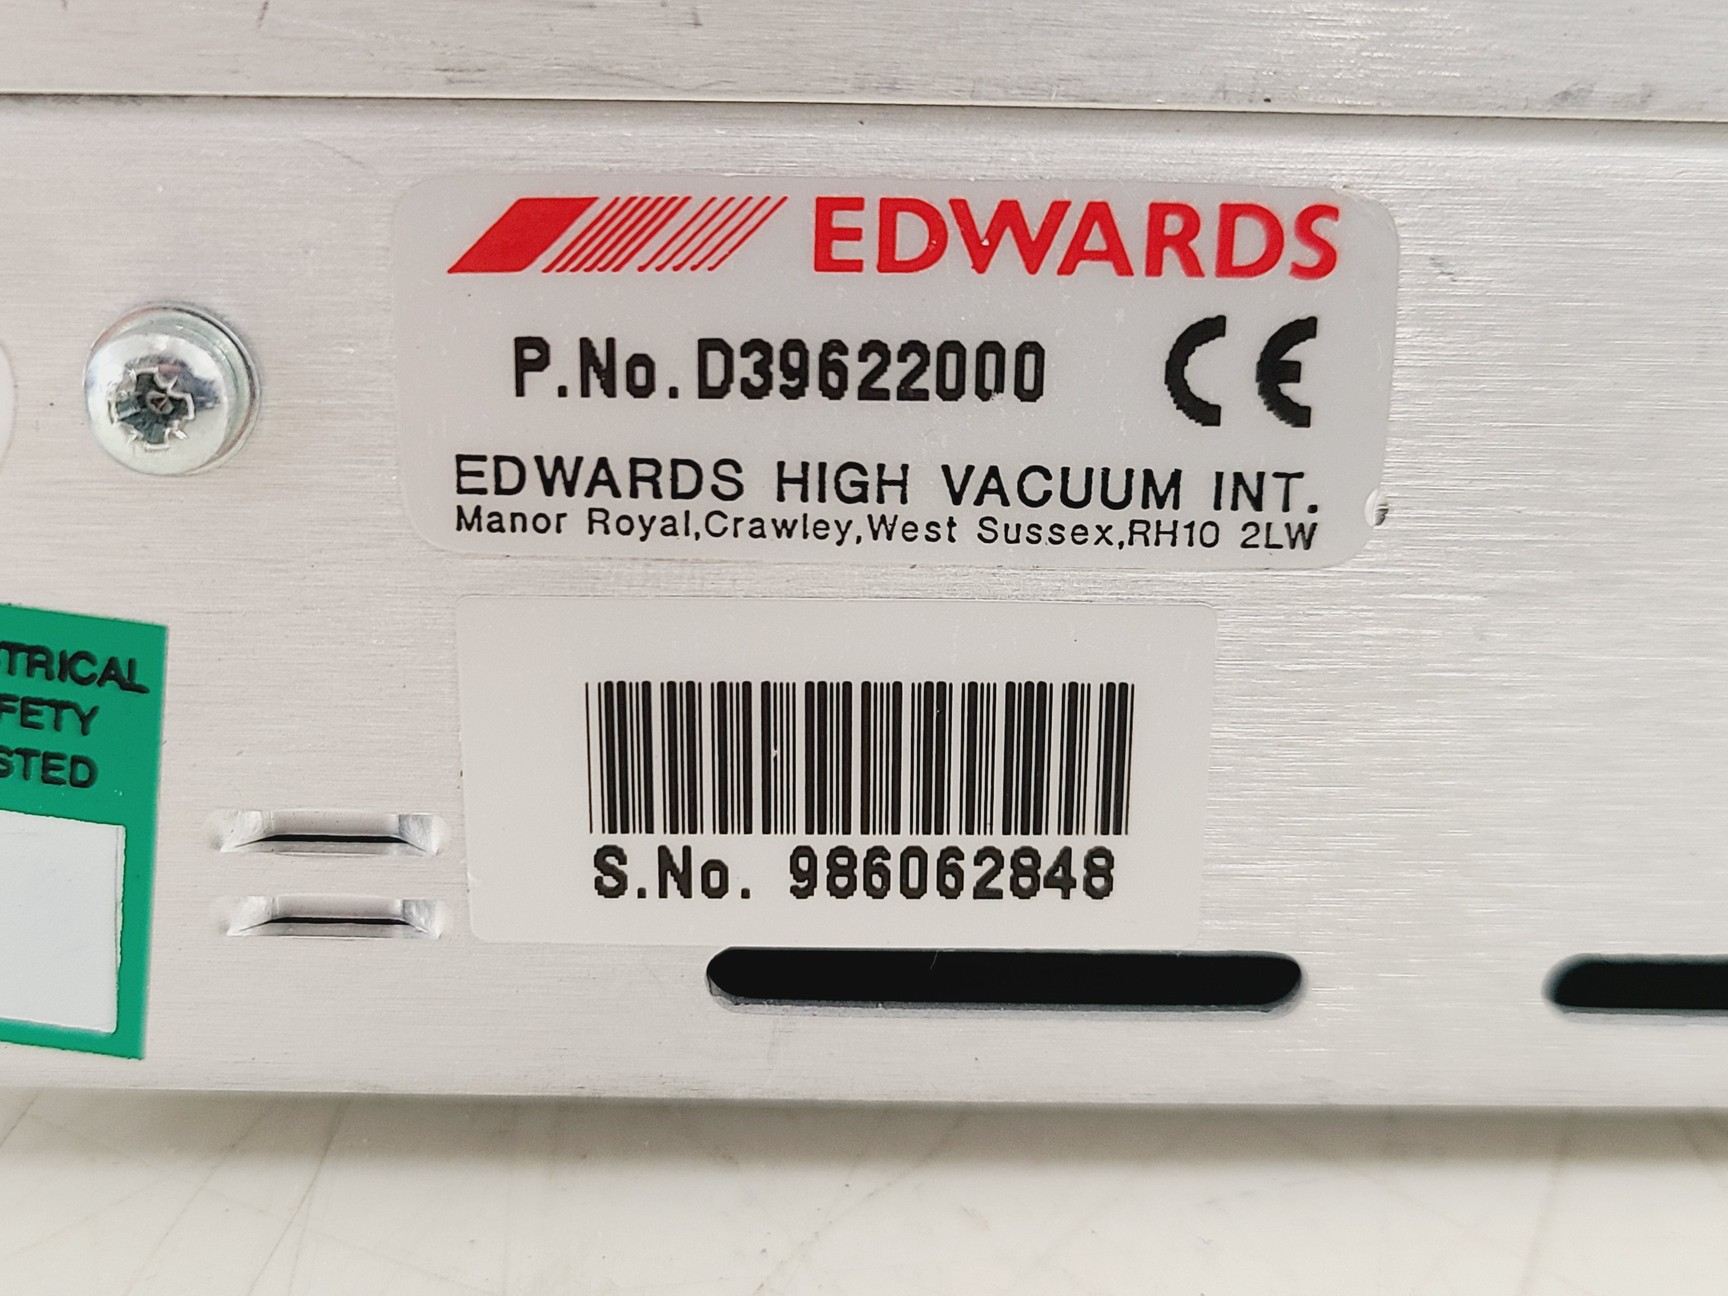 EDWARDS
P.No.D39622000 CE
EDWARDS HIGH VACUUM INT.
Manor Royal,Crawley,West Sussex,RH10 2LW
TRICAL
FETY
STED
S.No. 986062848